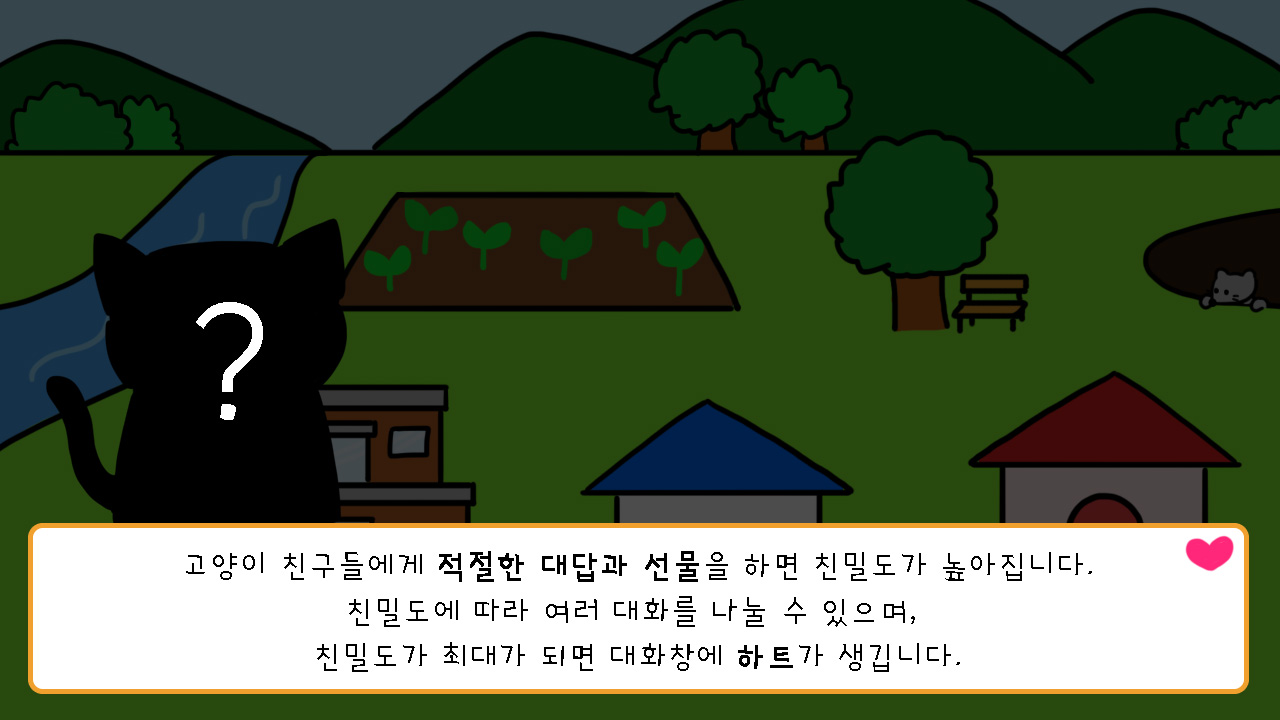 ?
고양이 친구들에게 적절한 대답과 선물을 하면 친밀도가 높아집니다.
친밀도에 따라 여러 대화를 나눌 수 있으며,
친밀도가 최대가 되면 대화창에 하트가 생깁니다.